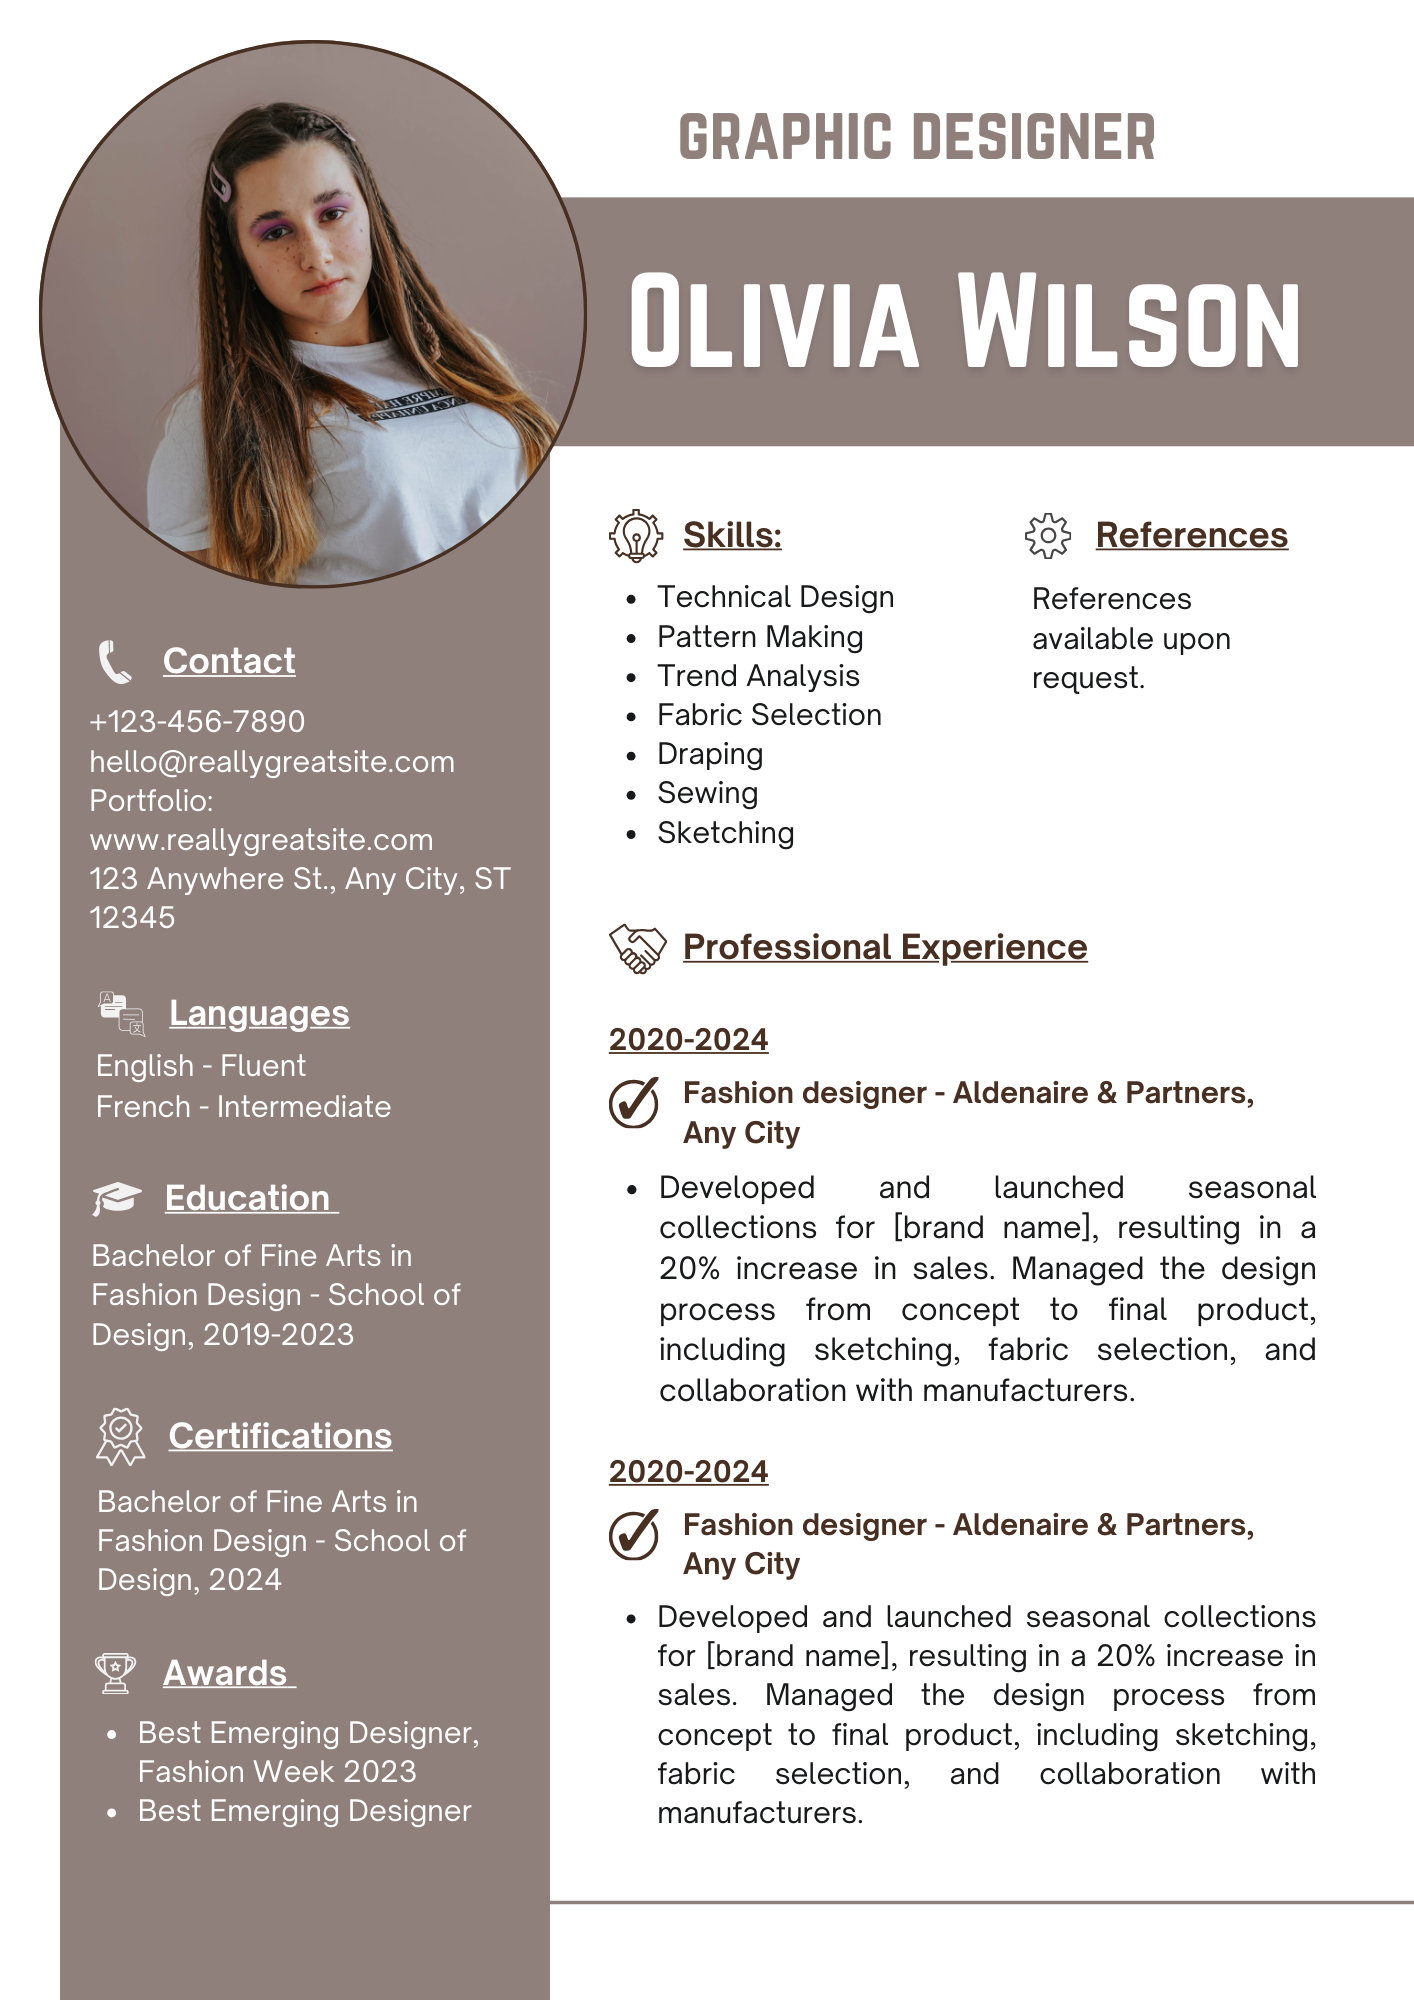 GRAPHIC DESIGNER
OLIVIA WILSON
Contact
+123-456-7890
hello@reallygreatsite.com
Portfolio:
www.reallygreatsite.com
123 Anywhere St., Any City, ST
12345
Languages
English - Fluent
French - Intermediate
Education
Bachelor of Fine Arts in
Fashion Design - School of
Design, 2019-2023
Certifications
Bachelor of Fine Arts in
Fashion Design - School of
Design, 2024
Awards
• Best Emerging Designer,
Fashion Week 2023
• Best Emerging Designer
Skills:
• Technical Design
• Pattern Making
• Trend Analysis
• Fabric Selection
• Draping
• Sewing
• Sketching
References
References
available upon
request.
Professional Experience
2020-2024
Fashion designer - Aldenaire & Partners,
Any City
• Developed and launched seasonal
collections for [brand name], resulting in a
20% increase in sales. Managed the design
process from concept to final product,
including sketching, fabric selection, and
collaboration with manufacturers.
2020-2024
Fashion designer - Aldenaire & Partners,
Any City
• Developed and launched seasonal collections
for [brand name], resulting in a 20% increase in
sales. Managed the design process from
concept to final product, including sketching,
fabric selection, and collaboration with
manufacturers.